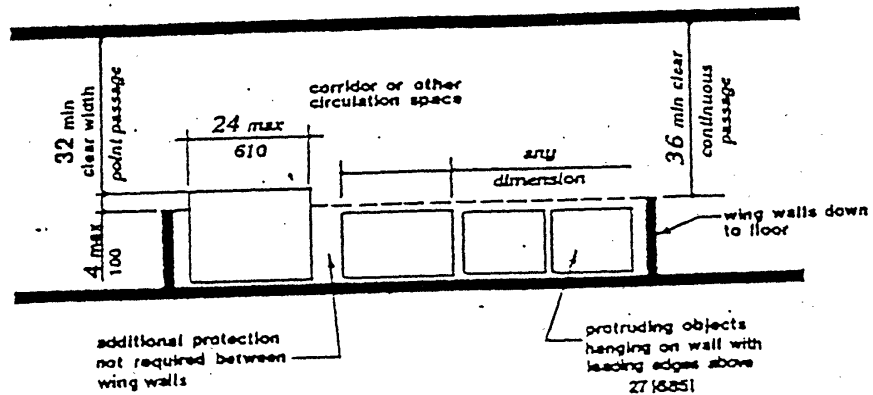 32 min
clear width
point passage
corridor or other
circulation space
24 max
610
any
dimension
36 min clear
continuous
passage
4 max
100
wing walls down
to floor
additional protection
not required between
wing walls
protruding objects
hanging on wall with
leading edges above
27 [685]